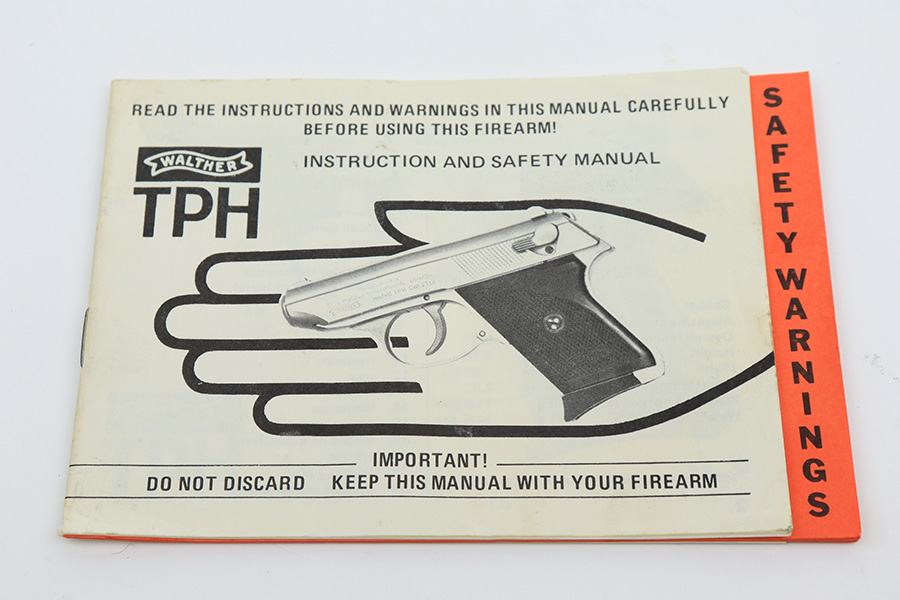 READ THE INSTRUCTIONS AND WARNINGS IN THIS MANUAL CAREFULLY
BEFORE USING THIS FIREARM!
WALTHER
TPH
INSTRUCTION AND SAFETY MANUAL
IMPORTANT!
DO NOT DISCARD KEEP THIS MANUAL WITH YOUR FIREARM
SAFETY WARNINGS